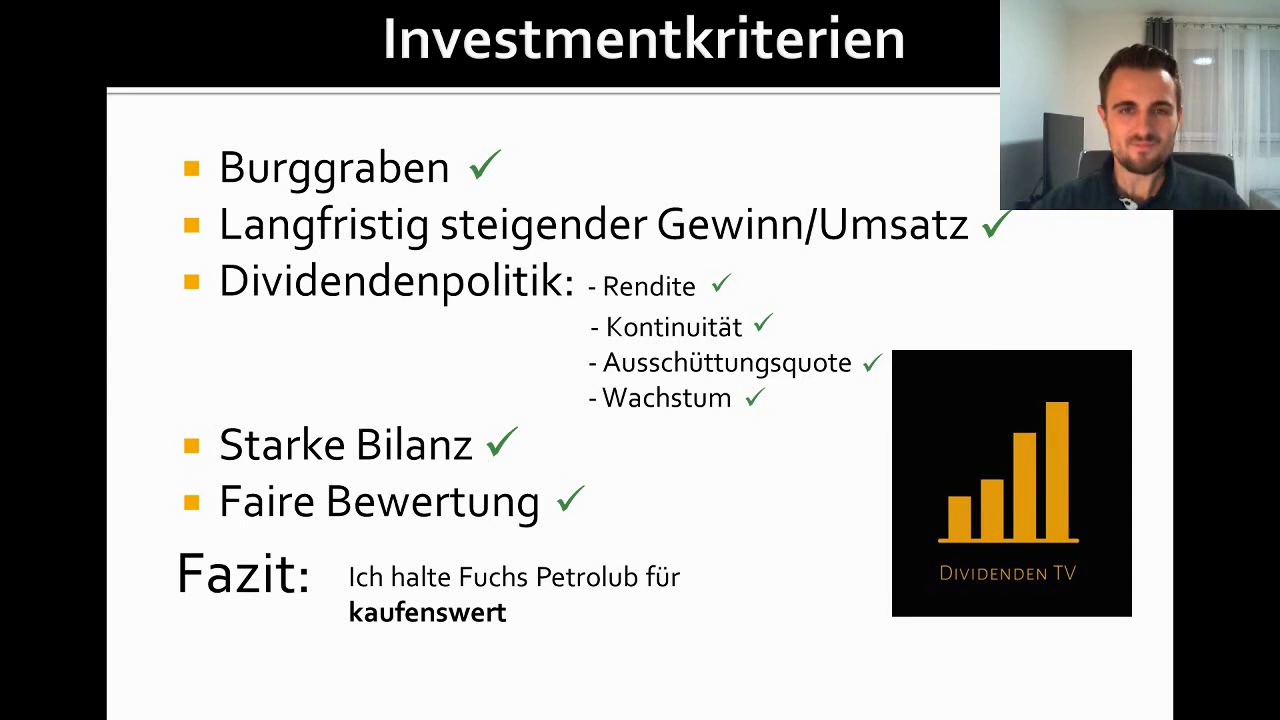 Investmentkriterien
Burggraben ✓
Langfristig steigender Gewinn/Umsatz ✓
Dividendenpolitik: - Rendite ✓
- Kontinuität ✓
- Ausschüttungsquote ✓
- Wachstum ✓
Starke Bilanz ✓
Faire Bewertung ✓
Fazit: Ich halte Fuchs Petrolub für
kaufenswert
DIVIDENDEN TV